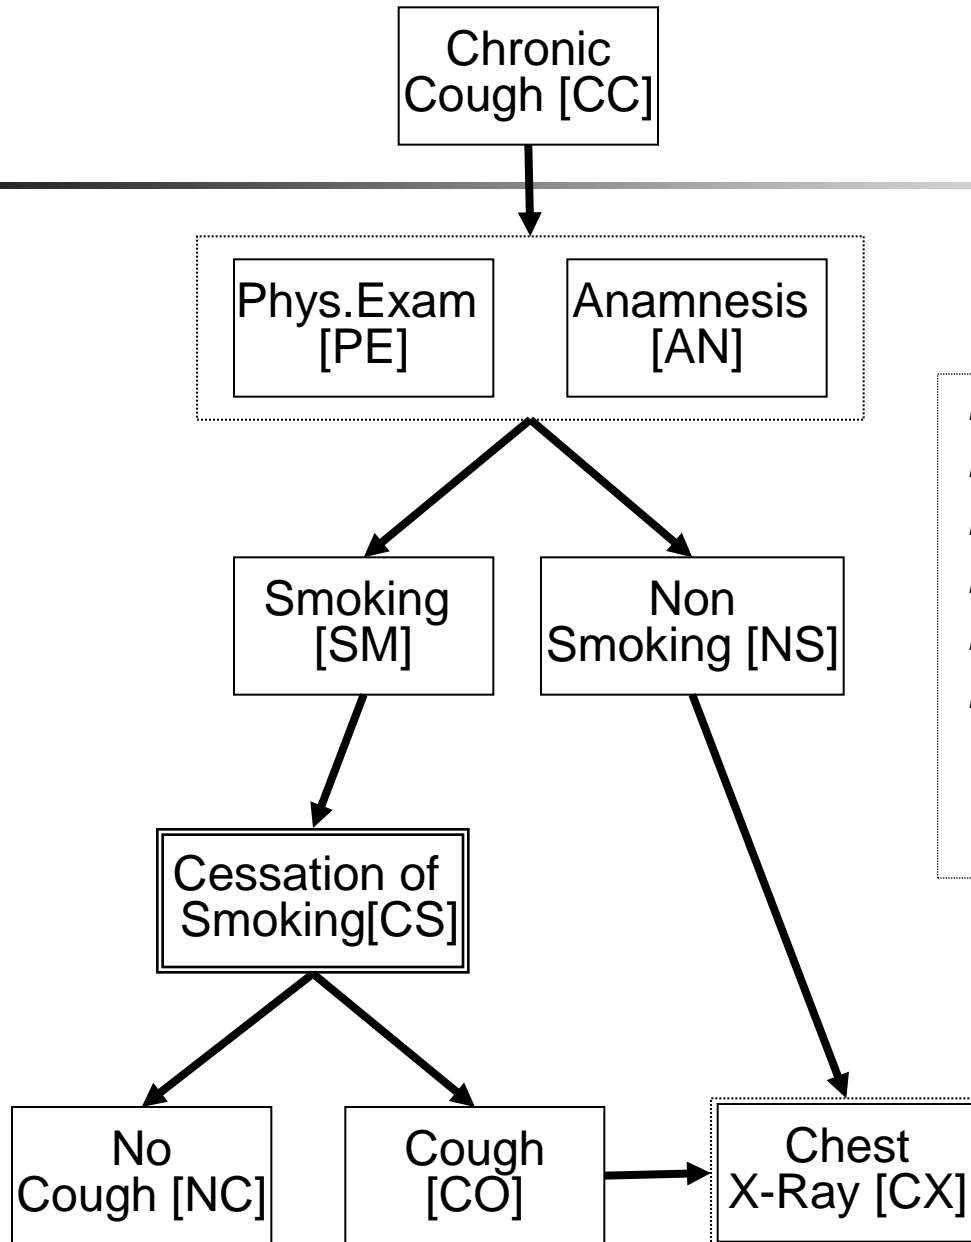 Chronic
Cough [CC]
Phys.Exam
[PE]
Anamnesis
[AN]
Smoking
[SM]
Non
Smoking [NS]
Cessation of
Smoking[CS]
No
Cough [NC]
Cough
[CO]
Chest
X-Ray [CX]